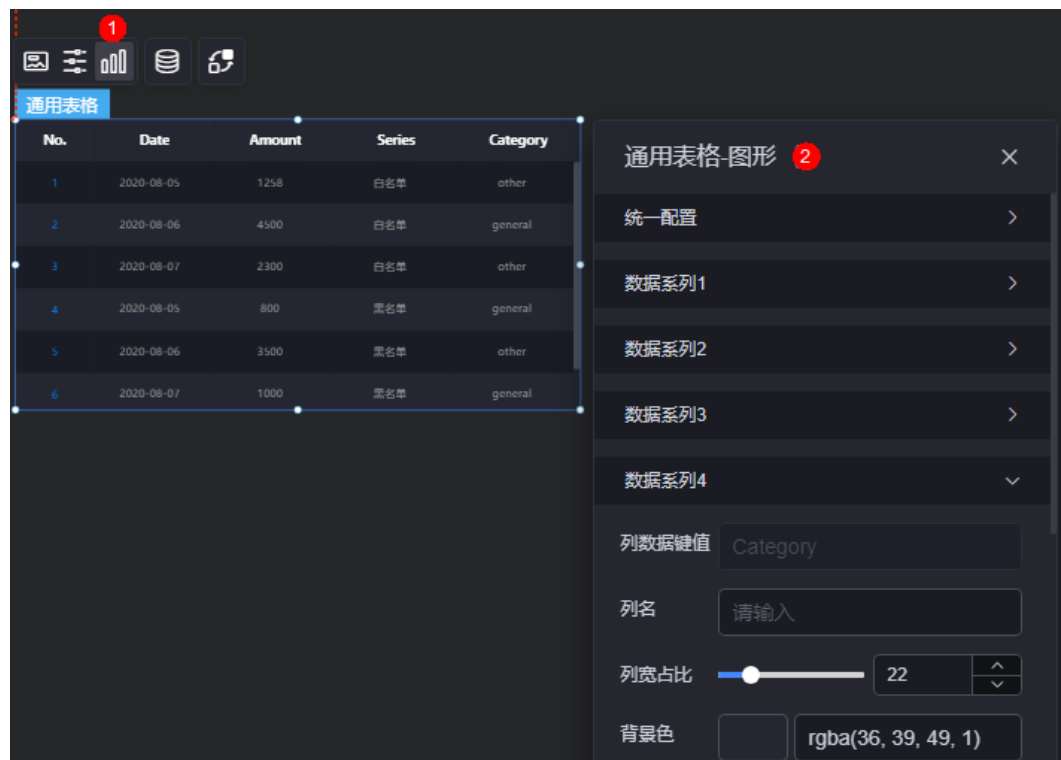 1
通用表格
No. Date Amount Series Category
1 2020-08-05 1258 白名单 other
2 2020-08-06 4500 白名单 general
3 2020-08-07 2300 白名单 other
4 2020-08-05 800 黑名单 general
5 2020-08-06 3500 黑名单 other
6 2020-08-07 1000 黑名单 general
通用表格-图形 2
统一配置
数据系列1
数据系列2
数据系列3
数据系列4
列数据键值 Category
列名 请输入
列宽占比 22
背景色 rgba(36, 39, 49, 1)